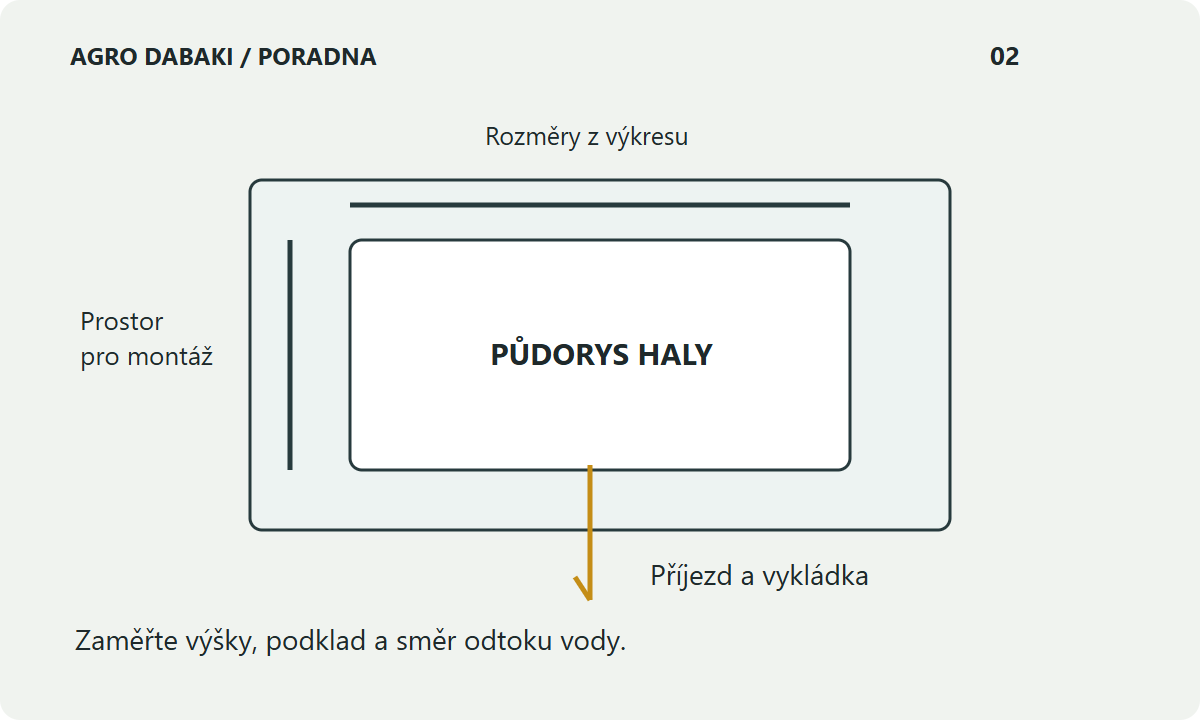 AGRO DABAKI / PORADNA
02
Rozměry z výkresu
Prostor
pro montáž
PŮDORYS HALY
Příjezd a vykládka
Zaměřte výšky, podklad a směr odtoku vody.